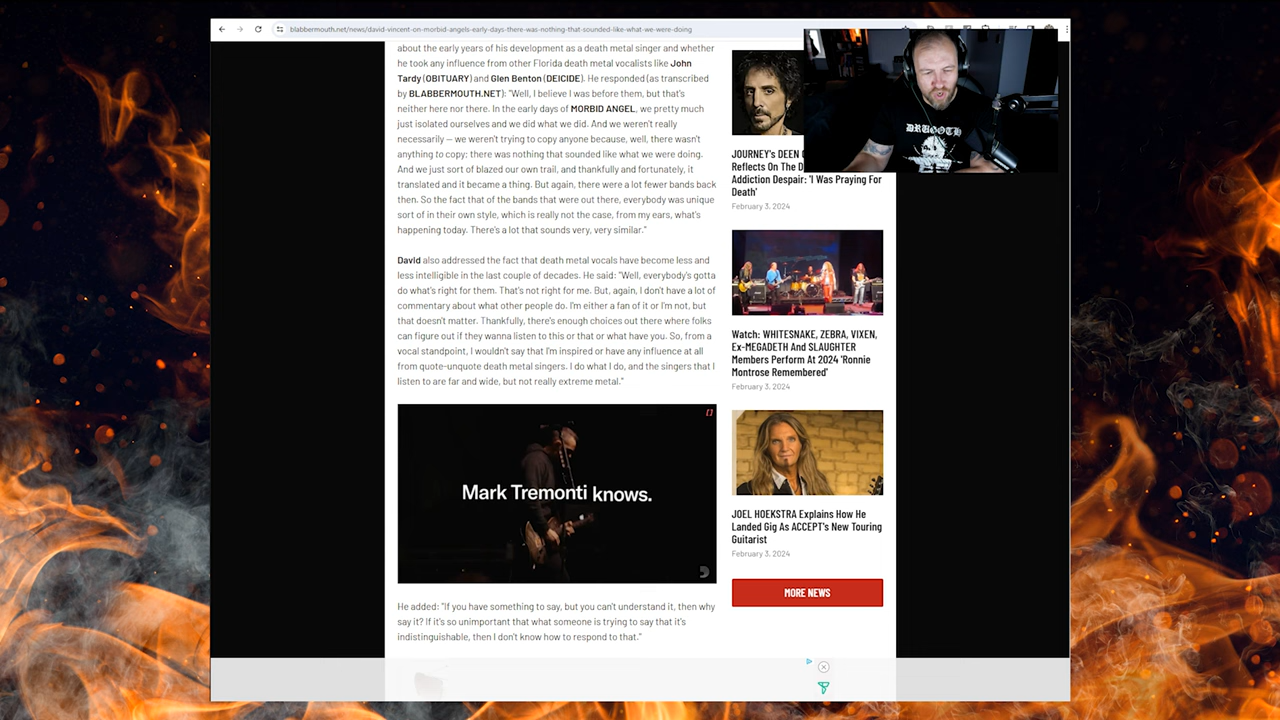 blabbermouth.net/news/david-vincent-on-morbid-angels-early-days-there-was-nothing-that-sounded-like-what-we-were-doing
about the early years of his development as a death metal singer and whether
he took any influence from other Florida death metal vocalists like John
Tardy (OBITUARY) and Glen Benton (DEICIDE). He responded (as transcribed
by BLABBERMOUTH.NET): "Well, I believe I was before them, but that's
neither here nor there. In the early days of MORBID ANGEL, we pretty much
just isolated ourselves and we did what we did. And we weren't really
necessarily — we weren't trying to copy anyone because, well, there wasn't
anything to copy; there was nothing that sounded like what we were doing.
And we just sort of blazed our own trail, and thankfully and fortunately, it
translated and it became a thing. But again, there were a lot fewer bands back
then. So the fact that of the bands that were out there, everybody was unique
sort of in their own style, which is really not the case, from my ears, what's
happening today. There's a lot that sounds very, very similar."
David also addressed the fact that death metal vocals have become less and
less intelligible in the last couple of decades. He said: "Well, everybody's gotta
do what's right for them. That's not right for me. But, again, I don't have a lot of
commentary about what other people do. I'm either a fan of it or I'm not, but
that doesn't matter. Thankfully, there's enough choices out there where folks
can figure out if they wanna listen to this or that or what have you. So, from a
vocal standpoint, I wouldn't say that I'm inspired or have any influence at all
from quote-unquote death metal singers. I do what I do, and the singers that I
listen to are far and wide, but not really extreme metal."
Mark Tremonti knows.
He added: "If you have something to say, but you can't understand it, then why
say it? If it's so unimportant that what someone is trying to say that it's
indistinguishable, then I don't know how to respond to that."
JOURNEY's DEEN
Reflects On The D
Addiction Despair: 'I Was Praying For
Death'
February 3, 2024
Watch: WHITESNAKE, ZEBRA, VIXEN,
Ex-MEGADETH And SLAUGHTER
Members Perform At 2024 'Ronnie
Montrose Remembered'
February 3, 2024
JOEL HOEKSTRA Explains How He
Landed Gig As ACCEPT's New Touring
Guitarist
February 3, 2024
MORE NEWS
DRUGOTH